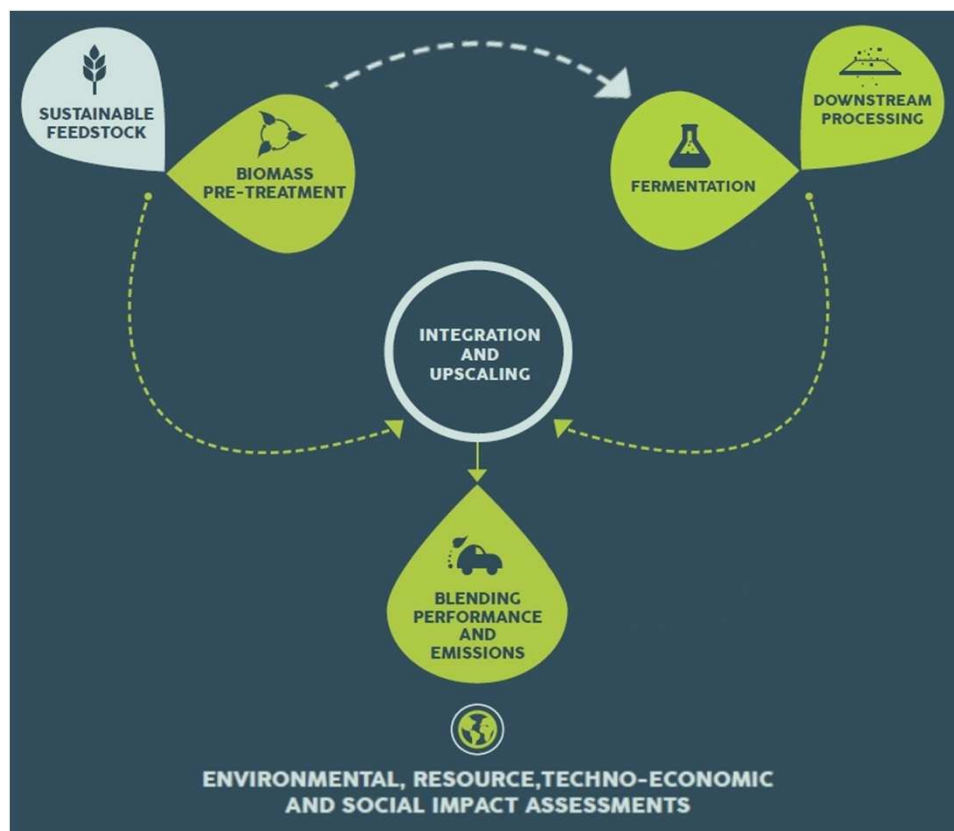 SUSTAINABLE
FEEDSTOCK
BIOMASS
PRE-TREATMENT
FERMENTATION
DOWNSTREAM
PROCESSING
INTEGRATION
AND
UPSCALING
BLENDING
PERFORMANCE
AND
EMISSIONS
ENVIRONMENTAL, RESOURCE,TECHNO-ECONOMIC
AND SOCIAL IMPACT ASSESSMENTS